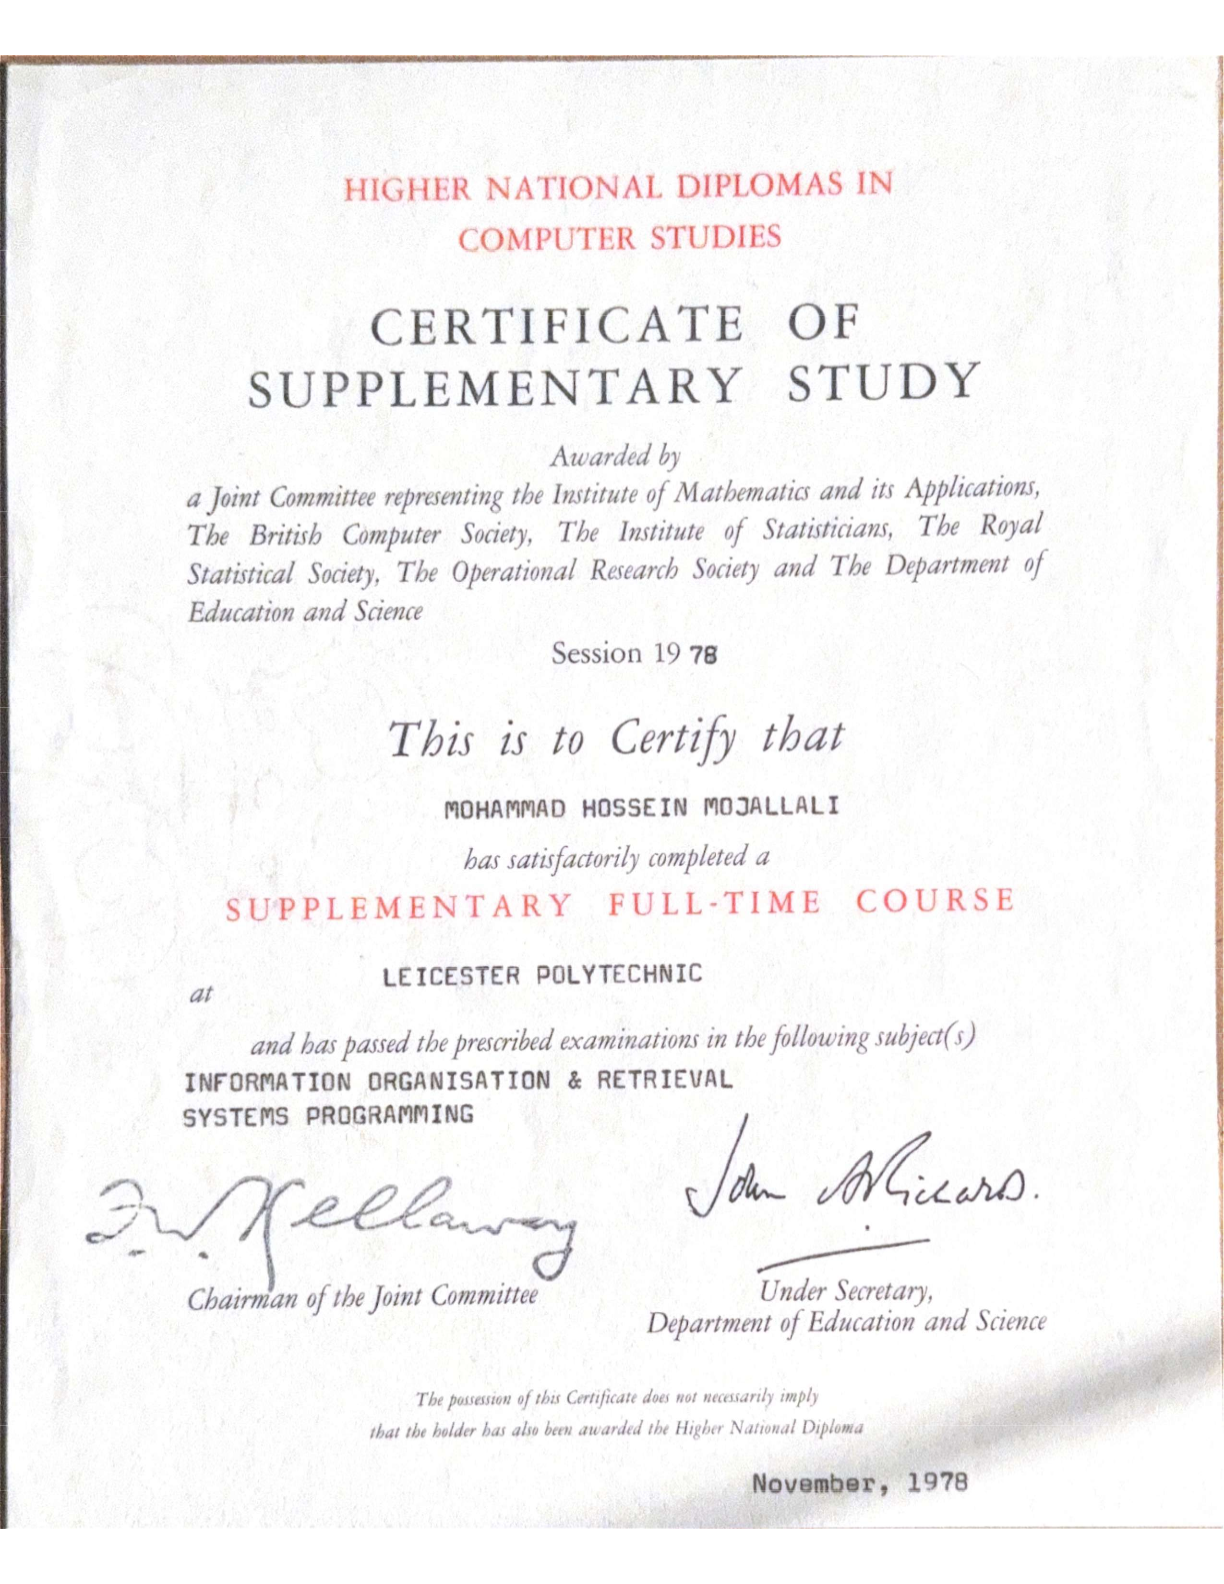 HIGHER NATIONAL DIPLOMAS IN
COMPUTER STUDIES
CERTIFICATE OF
SUPPLEMENTARY STUDY
Awarded by
a Joint Committee representing the Institute of Mathematics and its Applications,
The British Computer Society, The Institute of Statisticians, The Royal
Statistical Society, The Operational Research Society and The Department of
Education and Science
Session 19 78
This is to Certify that
MOHAMMAD HOSSEIN MOJALLALI
has satisfactorily completed a
SUPPLEMENTARY FULL-TIME COURSE
LEICESTER POLYTECHNIC
at
and has passed the prescribed examinations in the following subject(s)
INFORMATION ORGANISATION & RETRIEVAL
SYSTEMS PROGRAMMING
F. W. Kellaway
Chairman of the Joint Committee
John A Rickard.
Under Secretary,
Department of Education and Science
The possession of this Certificate does not necessarily imply
that the holder has also been awarded the Higher National Diploma
November, 1978